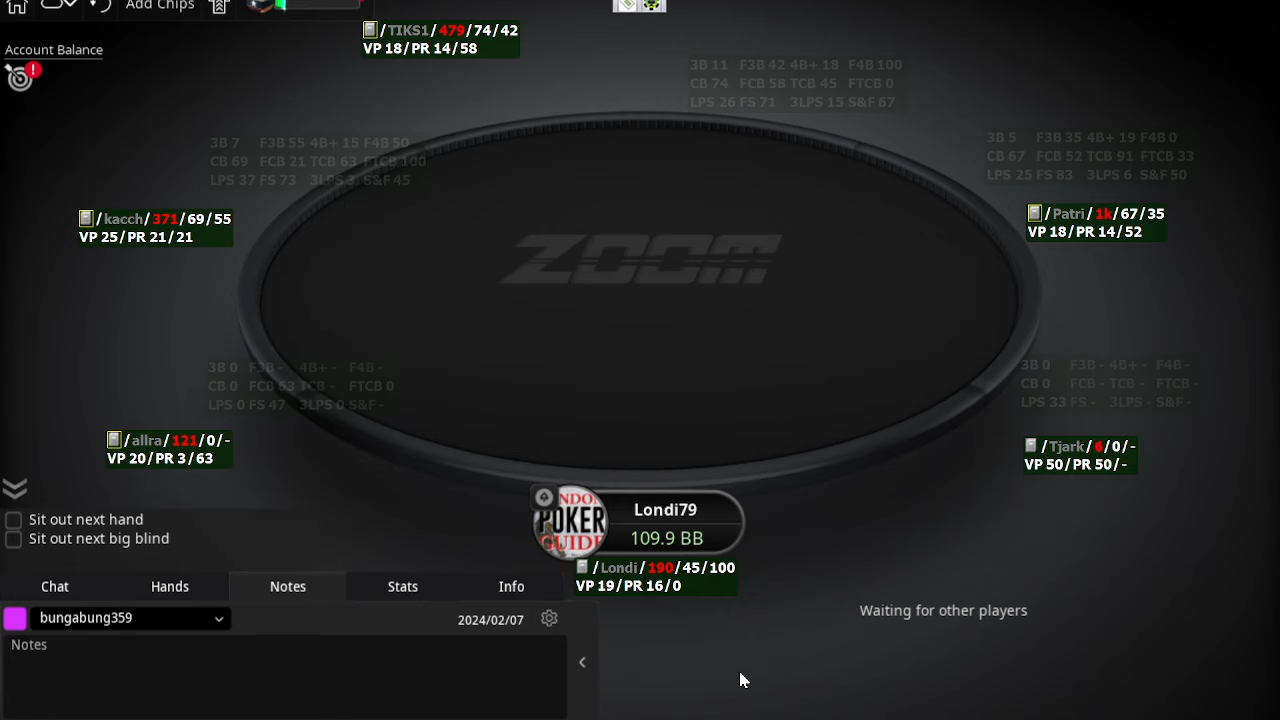 Add Chips
/TIKS1/479/74/42
VP 18/PR 14/58
Account Balance
!
3B 11 F3B 42 4B+ 18 F4B 100
CB 74 FCB 58 TCB 45 FTCB 0
LPS 26 FS 71 3LPS 15 S&F 67
3B 7 F3B 55 4B+ 15 F4B 50
CB 69 FCB 21 TCB 63 FTCB 100
LPS 37 FS 73 3LPS 3. S&F 45
3B 5 F3B 35 4B+ 19 F4B 0
CB 67 FCB 52 TCB 91 FTCB 33
LPS 25 FS 83 3LPS 6 S&F 50
/kacch/371/69/55
VP 25/PR 21/21
/Patri/1k/67/35
VP 18/PR 14/52
ZOOM
3B 0 F3B - 4B+ - F4B -
CB 0 FCB 63 TCB - FTCB 0
LPS 0 FS 47 3LPS 0 S&F -
3B 0 F3B - 4B+ - F4B -
CB 0 FCB - TCB - FTCB -
LPS 33 FS - 3LPS - S&F -
/allra/121/0/-
VP 20/PR 3/63
/Tjark/6/0/-
VP 50/PR 50/-
POKER
GUIDE
Londi79
109.9 BB
/Londi/190/45/100
VP 19/PR 16/0
Sit out next hand
Sit out next big blind
Chat Hands Notes Stats Info
bungabung359 2024/02/07
Notes
Waiting for other players